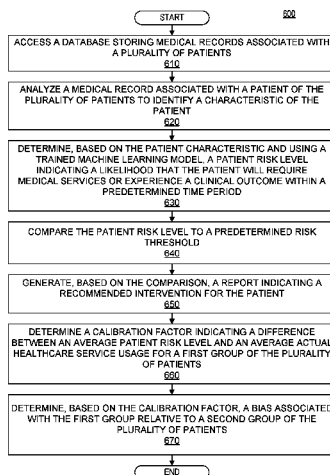 START
600
ACCESS A DATABASE STORING MEDICAL RECORDS ASSOCIATED WITH
A PLURALITY OF PATIENTS
610
ANALYZE A MEDICAL RECORD ASSOCIATED WITH A PATIENT OF THE
PLURALITY OF PATIENTS TO IDENTIFY A CHARACTERISTIC OF THE
PATIENT
620
DETERMINE, BASED ON THE PATIENT CHARACTERISTIC AND USING A
TRAINED MACHINE LEARNING MODEL, A PATIENT RISK LEVEL
INDICATING A LIKELIHOOD THAT THE PATIENT WILL REQUIRE
MEDICAL SERVICES OR EXPERIENCE A CLINICAL OUTCOME WITHIN A
PREDETERMINED TIME PERIOD
630
COMPARE THE PATIENT RISK LEVEL TO A PREDETERMINED RISK
THRESHOLD
640
GENERATE, BASED ON THE COMPARISON, A REPORT INDICATING A
RECOMMENDED INTERVENTION FOR THE PATIENT
650
DETERMINE A CALIBRATION FACTOR INDICATING A DIFFERENCE
BETWEEN AN AVERAGE PATIENT RISK LEVEL AND AN AVERAGE ACTUAL
HEALTHCARE SERVICE USAGE FOR A FIRST GROUP OF THE PLURALITY
OF PATIENTS
660
DETERMINE, BASED ON THE CALIBRATION FACTOR, A BIAS ASSOCIATED
WITH THE FIRST GROUP RELATIVE TO A SECOND GROUP OF THE
PLURALITY OF PATIENTS
670
END